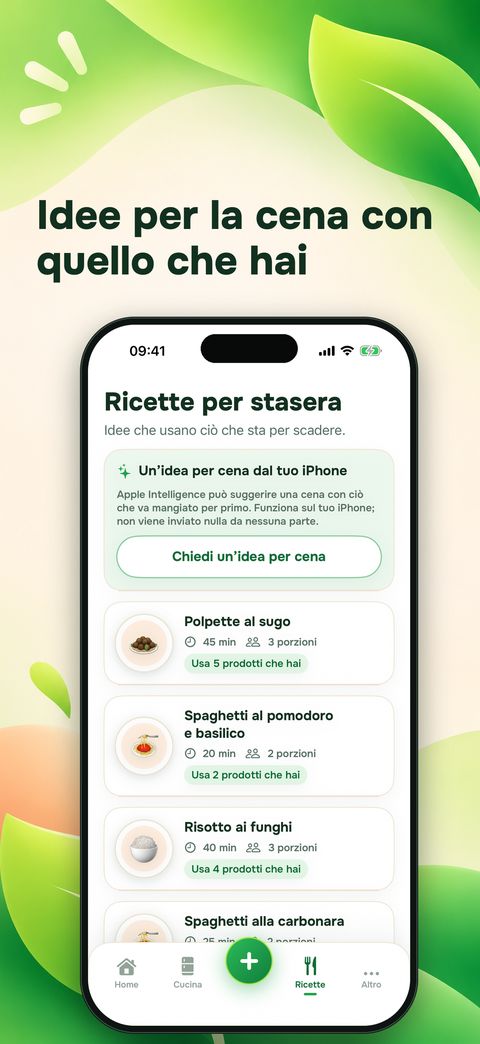 Idee per la cena con
quello che hai
09:41
Ricette per stasera
Idee che usano ciò che sta per scadere.
Un'idea per cena dal tuo iPhone
Apple Intelligence può suggerire una cena con ciò
che va mangiato per primo. Funziona sul tuo iPhone;
non viene inviato nulla da nessuna parte.
Chiedi un'idea per cena
Polpette al sugo
45 min 3 porzioni
Usa 5 prodotti che hai
Spaghetti al pomodoro
e basilico
20 min 2 porzioni
Usa 2 prodotti che hai
Risotto ai funghi
40 min 3 porzioni
Usa 4 prodotti che hai
Spaghetti alla carbonara
Home Cucina Ricette Altro